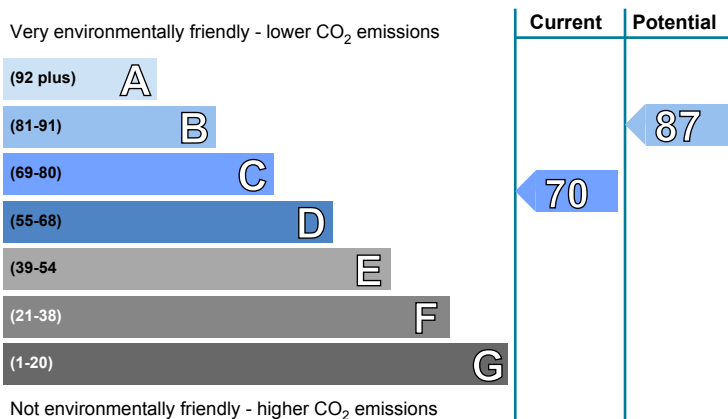 Current Potential
Very environmentally friendly - lower CO2 emissions
(92 plus) A
(81-91) B
87
(69-80) C
70
(55-68) D
(39-54 E
(21-38) F
(1-20) G
Not environmentally friendly - higher CO2 emissions